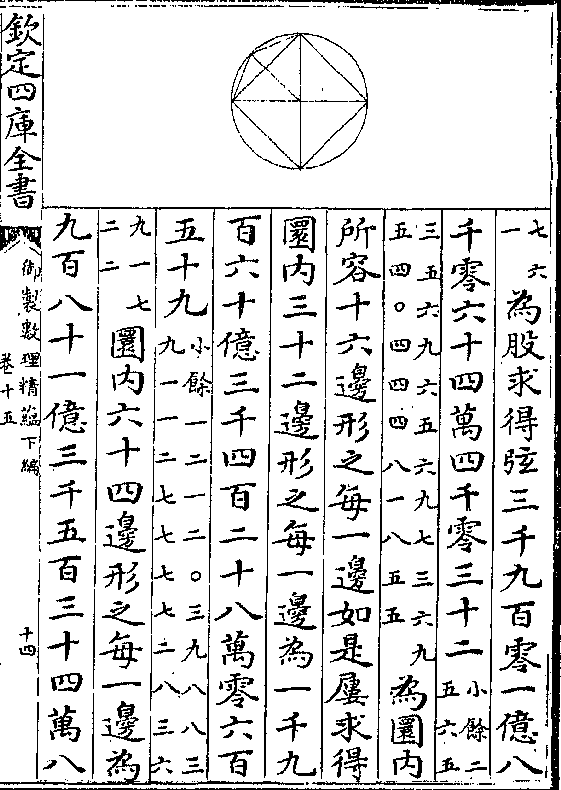 七六
一
為股求得弦三千九百零一億八
千零六十四萬四千零三十二
小餘二
五六五
三五六九六五六九七三六九
五四〇四四四八一八五五
為圜内
所容十六邊形之每一邊如是屢求得
圜内三十二邊形之每一邊為一千九
百六十億三千四百二十八萬零六百
五十九
小餘一二一二〇三九八八三
九一一二七七七七二八三六
九一七
二二
圜内六十四邊形之每一邊為
九百八十一億三千五百三十四萬八
欽定四庫全書
御製數理精藴下編
卷十五
十四